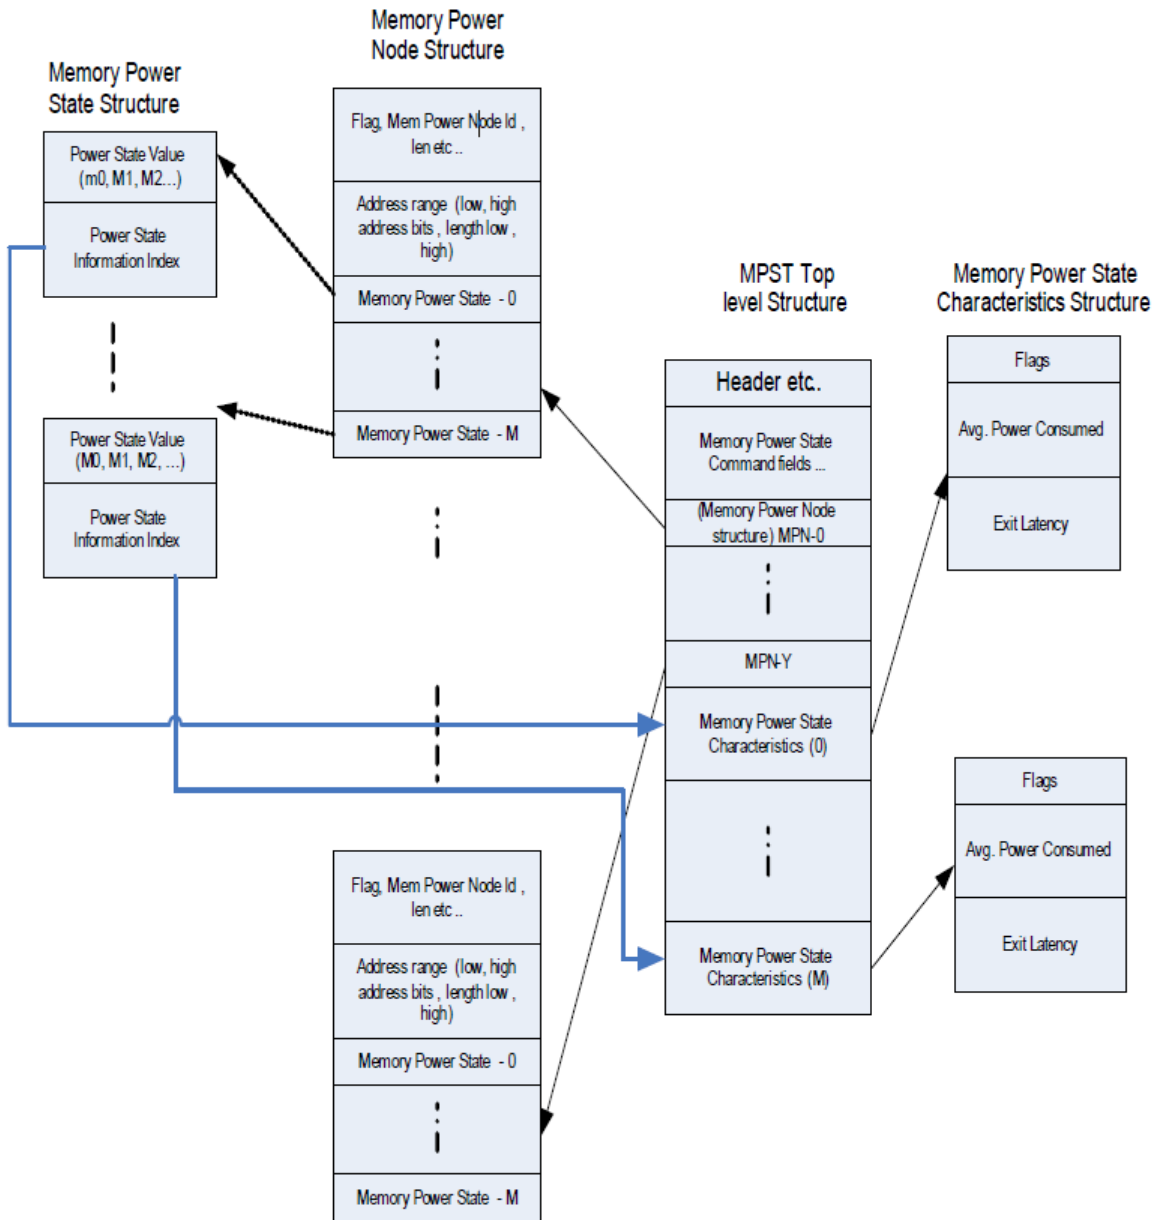 Memory Power
Node Structure
Memory Power
State Structure
Flag, Mem Power Node Id ,
len etc ..
Power State Value
(m0, M1, M2...)
Address range (low, high
address bits , length low ,
high)
Power State
Information Index
Memory Power State - 0
MPST Top
level Structure
Memory Power State
Characteristics Structure
Flags
Header etc..
Memory Power State - M
Power State Value
(M0, M1, M2, ...)
Avg. Power Consumed
Memory Power State
Command fields ...
Power State
Information Index
(Memory Power Node
structure) MPN-0
Exit Latency
MPN-Y
Memory Power State
Characteristics (0)
Flags
Avg. Power Consumed
Flag, Mem Power Node Id ,
len etc ..
Exit Latency
Memory Power State
Characteristics (M)
Address range (low, high
address bits , length low ,
high)
Memory Power State - 0
Memory Power State - M